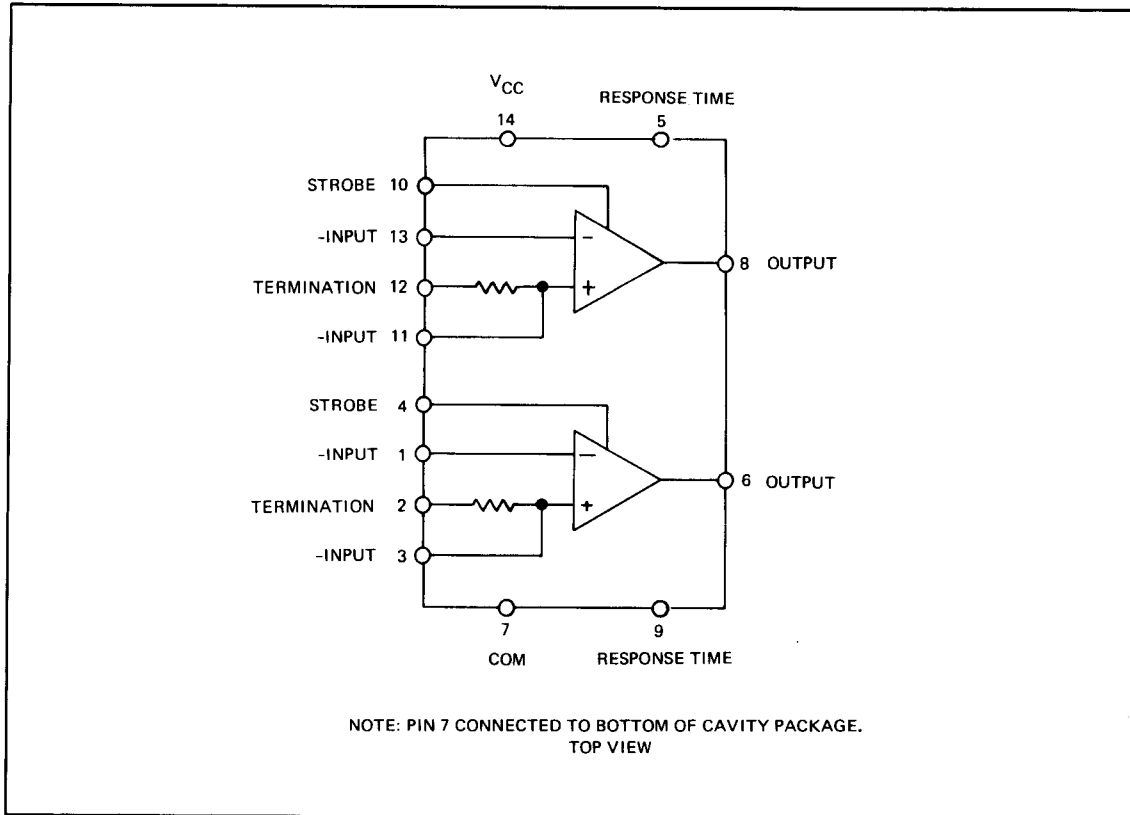 VCC
RESPONSE TIME
14
5
STROBE 10
-INPUT 13
−
TERMINATION 12
+
-INPUT 11
8 OUTPUT
STROBE 4
-INPUT 1
−
TERMINATION 2
+
-INPUT 3
6 OUTPUT
7
9
COM
RESPONSE TIME
NOTE: PIN 7 CONNECTED TO BOTTOM OF CAVITY PACKAGE.
TOP VIEW